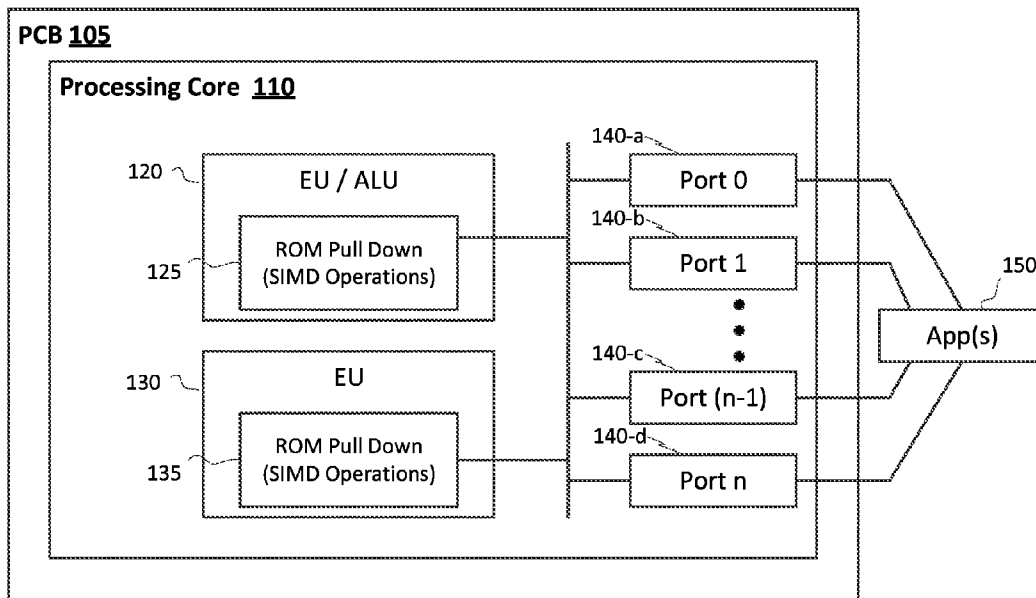 PCB 105
Processing Core 110
120
EU / ALU
125
ROM Pull Down
(SIMD Operations)
130
EU
135
ROM Pull Down
(SIMD Operations)
140-a
Port 0
140-b
Port 1
140-c
Port (n-1)
140-d
Port n
150
App(s)